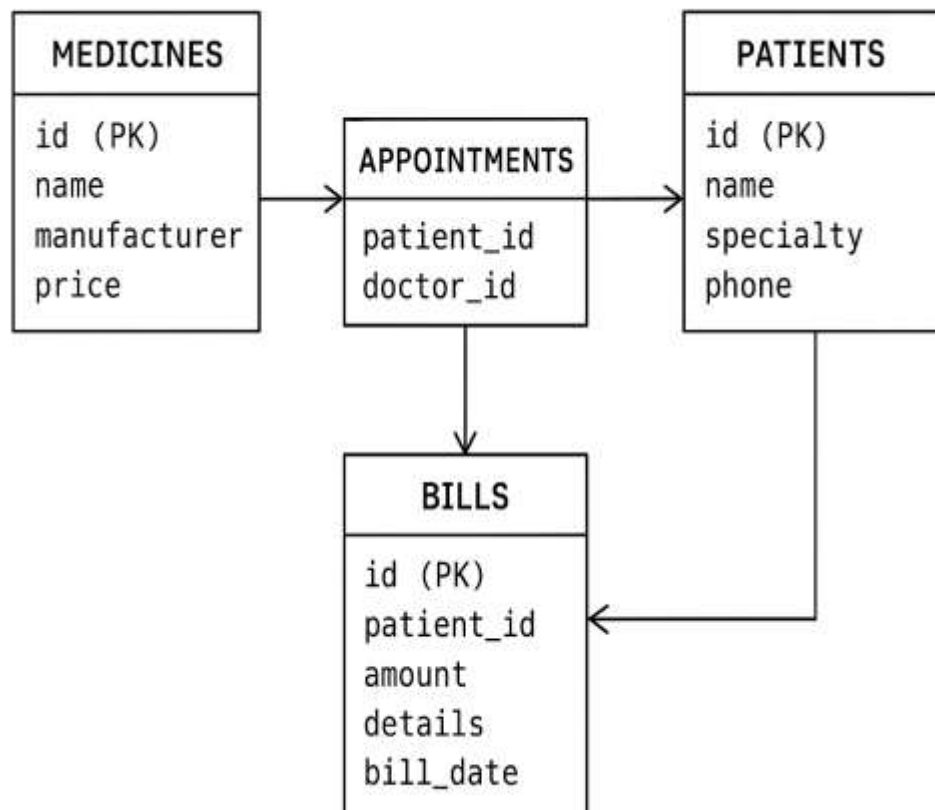 MEDICINES
id (PK)
name
manufacturer
price
APPOINTMENTS
patient_id
doctor_id
PATIENTS
id (PK)
name
specialty
phone
BILLS
id (PK)
patient_id
amount
details
bill_date